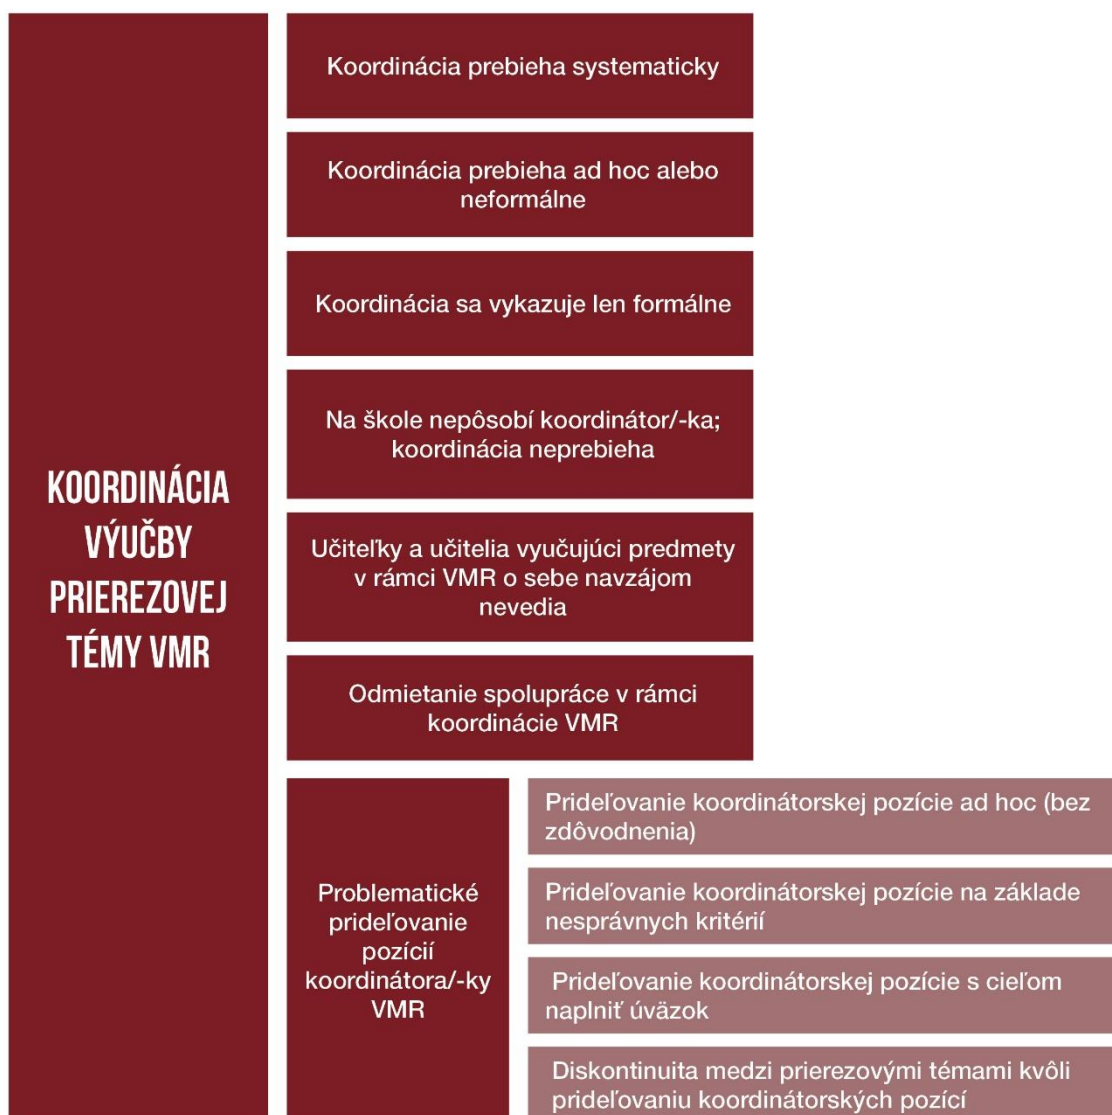 KOORDINÁCIA
VÝUČBY
PRIEREZOVEJ
TÉMY VMR
Koordinácia prebieha systematicky
Koordinácia prebieha ad hoc alebo
neformálne
Koordinácia sa vykazuje len formálne
Na škole nepôsobí koordinátor/-ka;
koordinácia neprebieha
Učiteľky a učitelia vyučujúci predmety
v rámci VMR o sebe navzájom
nevedia
Odmietanie spolupráce v rámci
koordinácie VMR
Problematické
prideľovanie
pozícií
koordinátora/-ky
VMR
Prideľovanie koordinátorskej pozície ad hoc (bez
zdôvodnenia)
Prideľovanie koordinátorskej pozície na základe
nesprávnych kritérií
Prideľovanie koordinátorskej pozície s cieľom
naplniť úväzok
Diskontinuita medzi prierezovými témami kvôli
prideľovaniu koordinátorských pozící